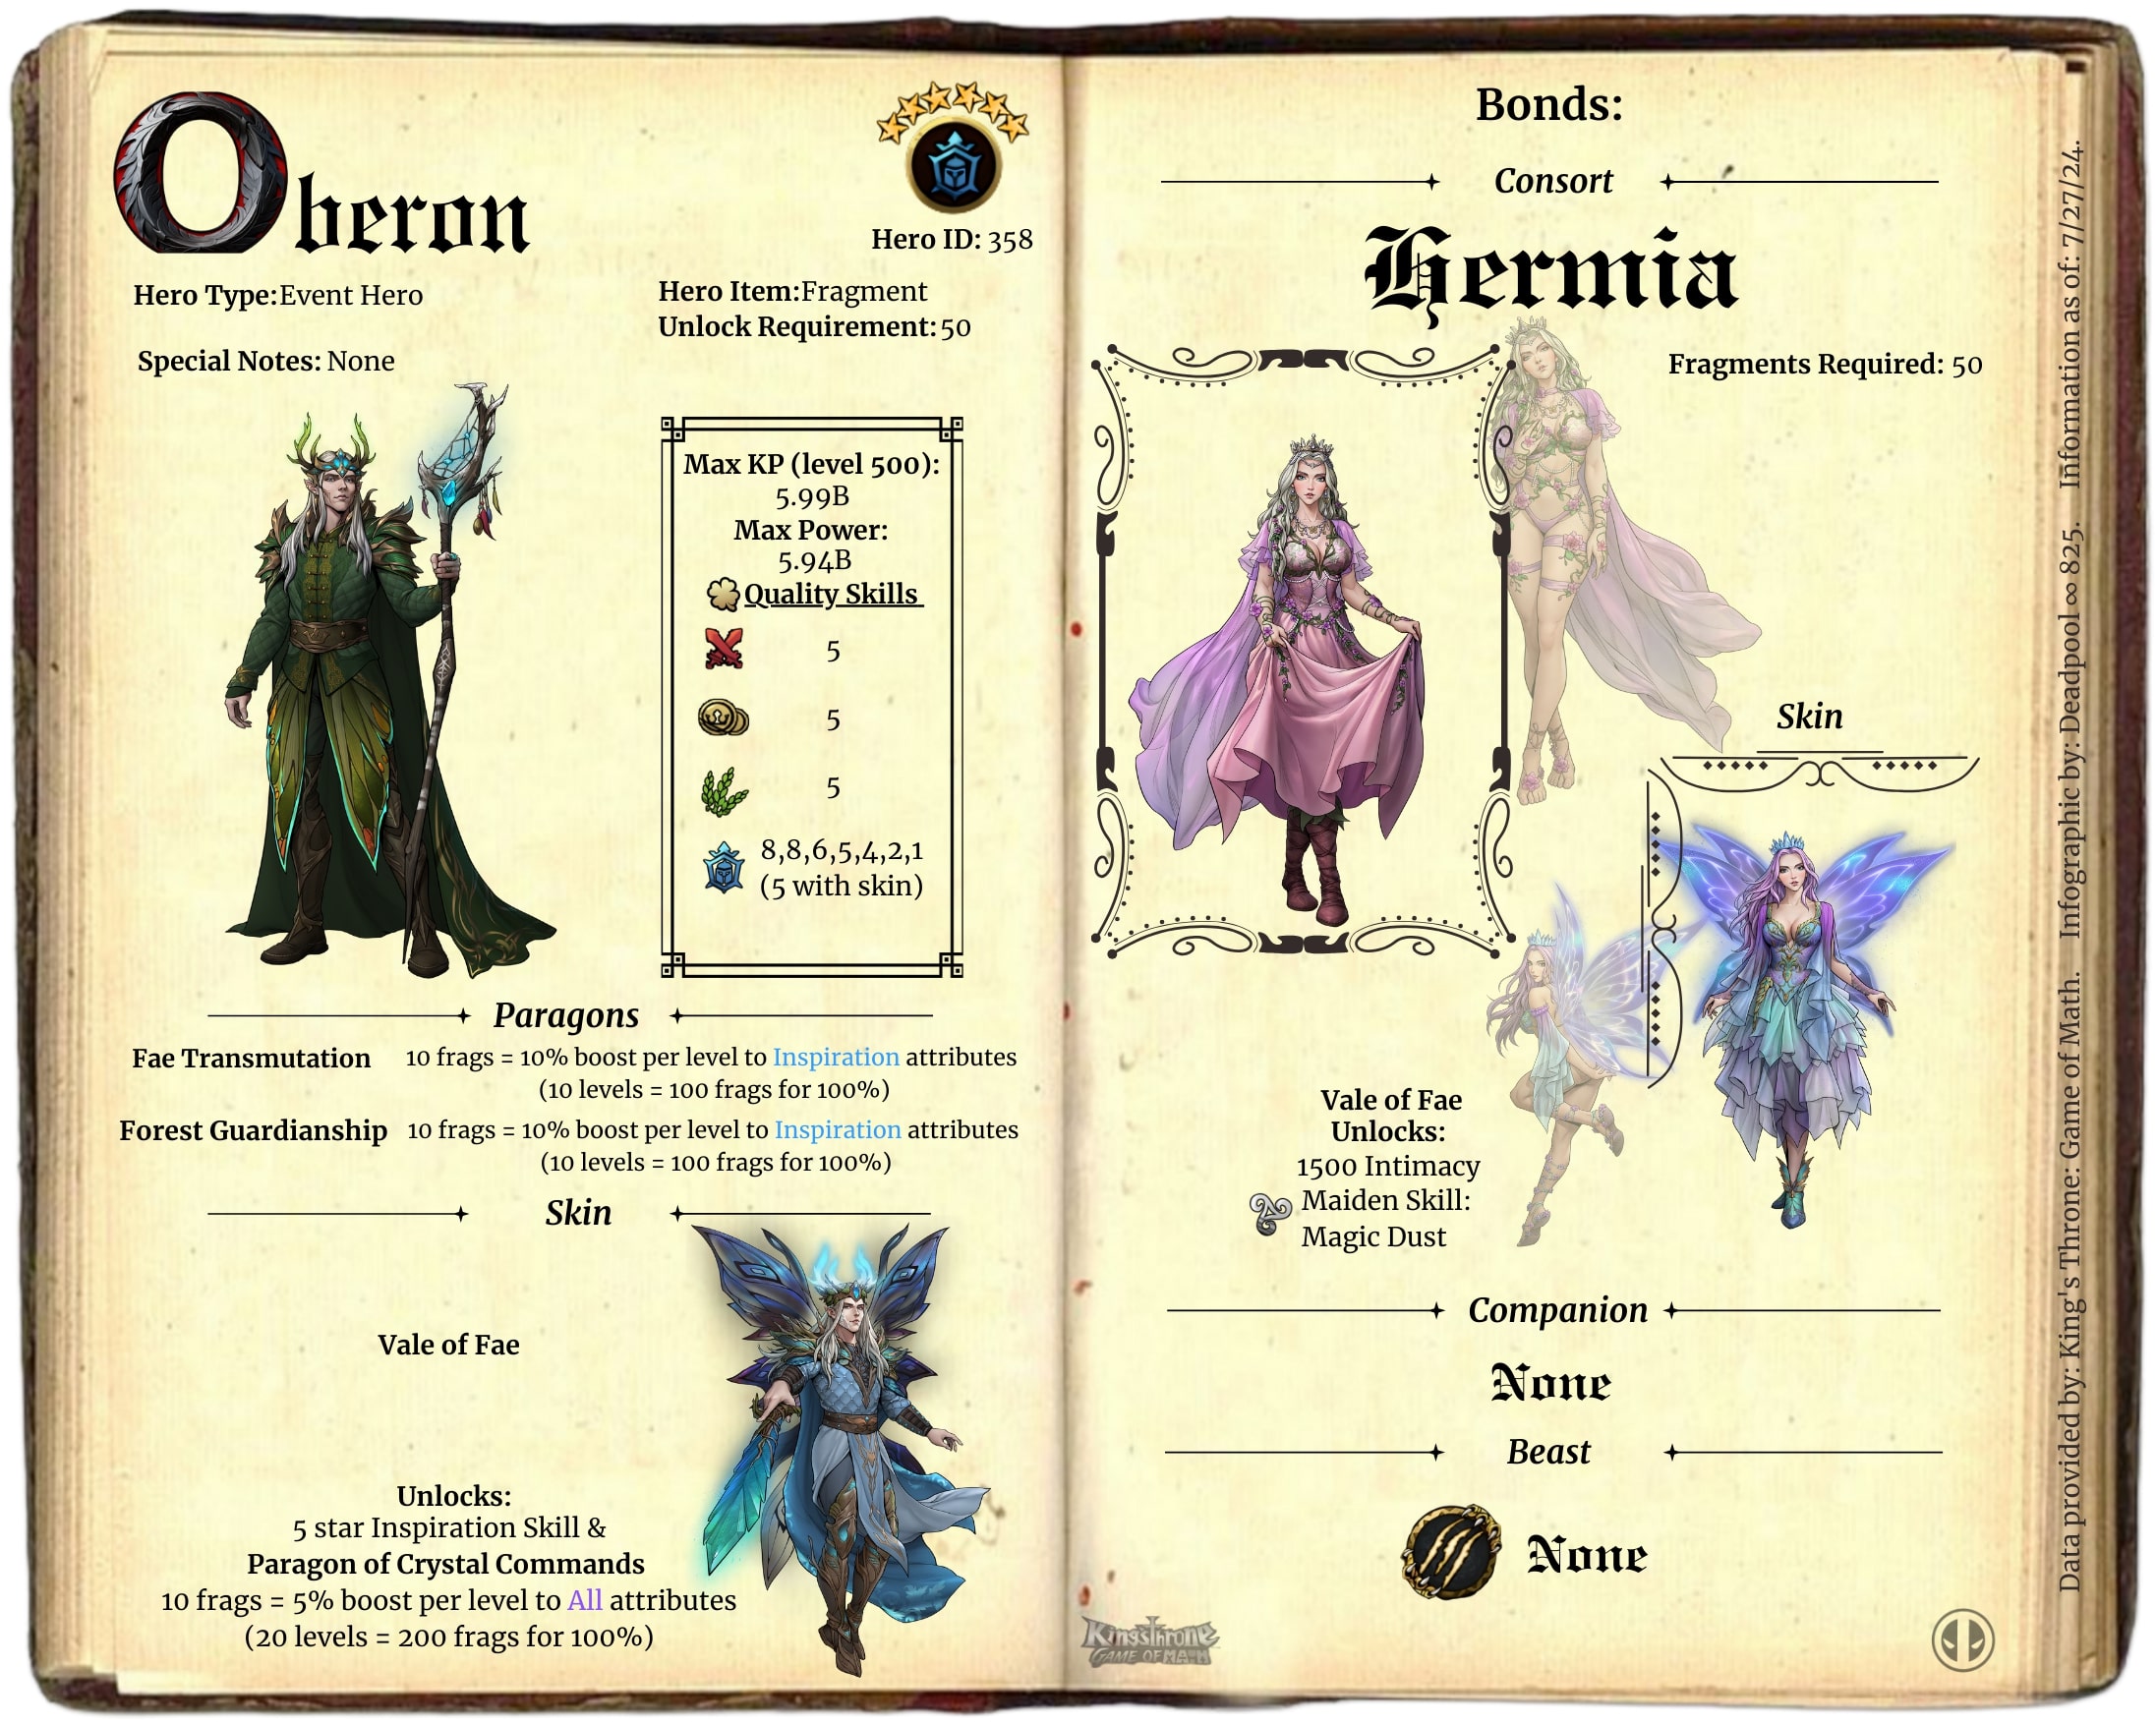 Oberon
Hero ID: 358
Hero Type:Event Hero
Hero Item:Fragment
Unlock Requirement:50
Special Notes: None
Max KP (level 500):
5.99B
Max Power:
5.94B
Quality Skills
5
5
5
8,8,6,5,4,2,1
(5 with skin)
Paragons
Fae Transmutation 10 frags = 10% boost per level to Inspiration attributes
(10 levels = 100 frags for 100%)
Forest Guardianship 10 frags = 10% boost per level to Inspiration attributes
(10 levels = 100 frags for 100%)
Skin
Vale of Fae
Unlocks:
5 star Inspiration Skill &
Paragon of Crystal Commands
10 frags = 5% boost per level to All attributes
(20 levels = 200 frags for 100%)
Bonds:
Consort
Hermia
Fragments Required: 50
Skin
Vale of Fae
Unlocks:
1500 Intimacy
Maiden Skill:
Magic Dust
Companion
None
Beast
None
KingsThrone
GAME OF MATH
Data provided by: King's Throne: Game of Math. Infographic by: Deadpool ∞ 825. Information as of: 7/27/24.